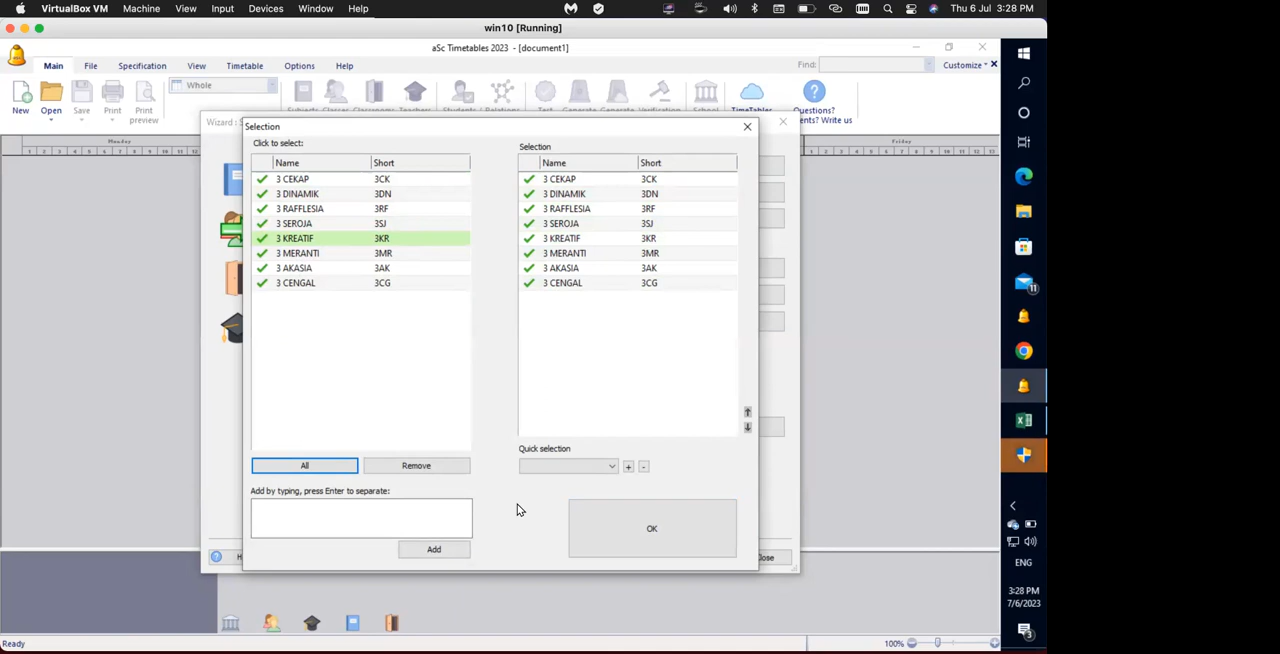 VirtualBox VM Machine View Input Devices Window Help Thu 6 Jul 3:28 PM
win10 [Running]
aSc Timetables 2023 - [document1]
Main File Specification View Timetable Options Help Find: Customize
Whole
New Open Save Print Print preview TimeTables Questions?
nts? Write us
Wizard : S
Selection
Click to select: Selection
Name Short Name Short
3 CEKAP 3CK 3 CEKAP 3CK
3 DINAMIK 3DN 3 DINAMIK 3DN
3 RAFFLESIA 3RF 3 RAFFLESIA 3RF
3 SEROJA 3SJ 3 SEROJA 3SJ
3 KREATIF 3KR 3 KREATIF 3KR
3 MERANTI 3MR 3 MERANTI 3MR
3 AKASIA 3AK 3 AKASIA 3AK
3 CENGAL 3CG 3 CENGAL 3CG
Monday Friday
Quick selection
All Remove + -
Add by typing, press Enter to separate:
OK
Add
H lose
11
ENG
3:28 PM
7/6/2023
3
Ready 100%